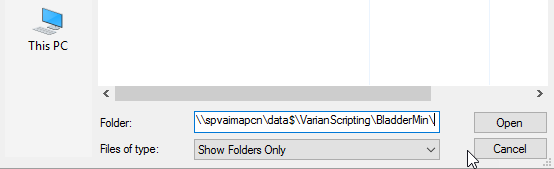 This PC
Folder:
\\spvaimapcn\data$\VarianScripting\BladderMin\
Open
Files of type:
Show Folders Only
Cancel